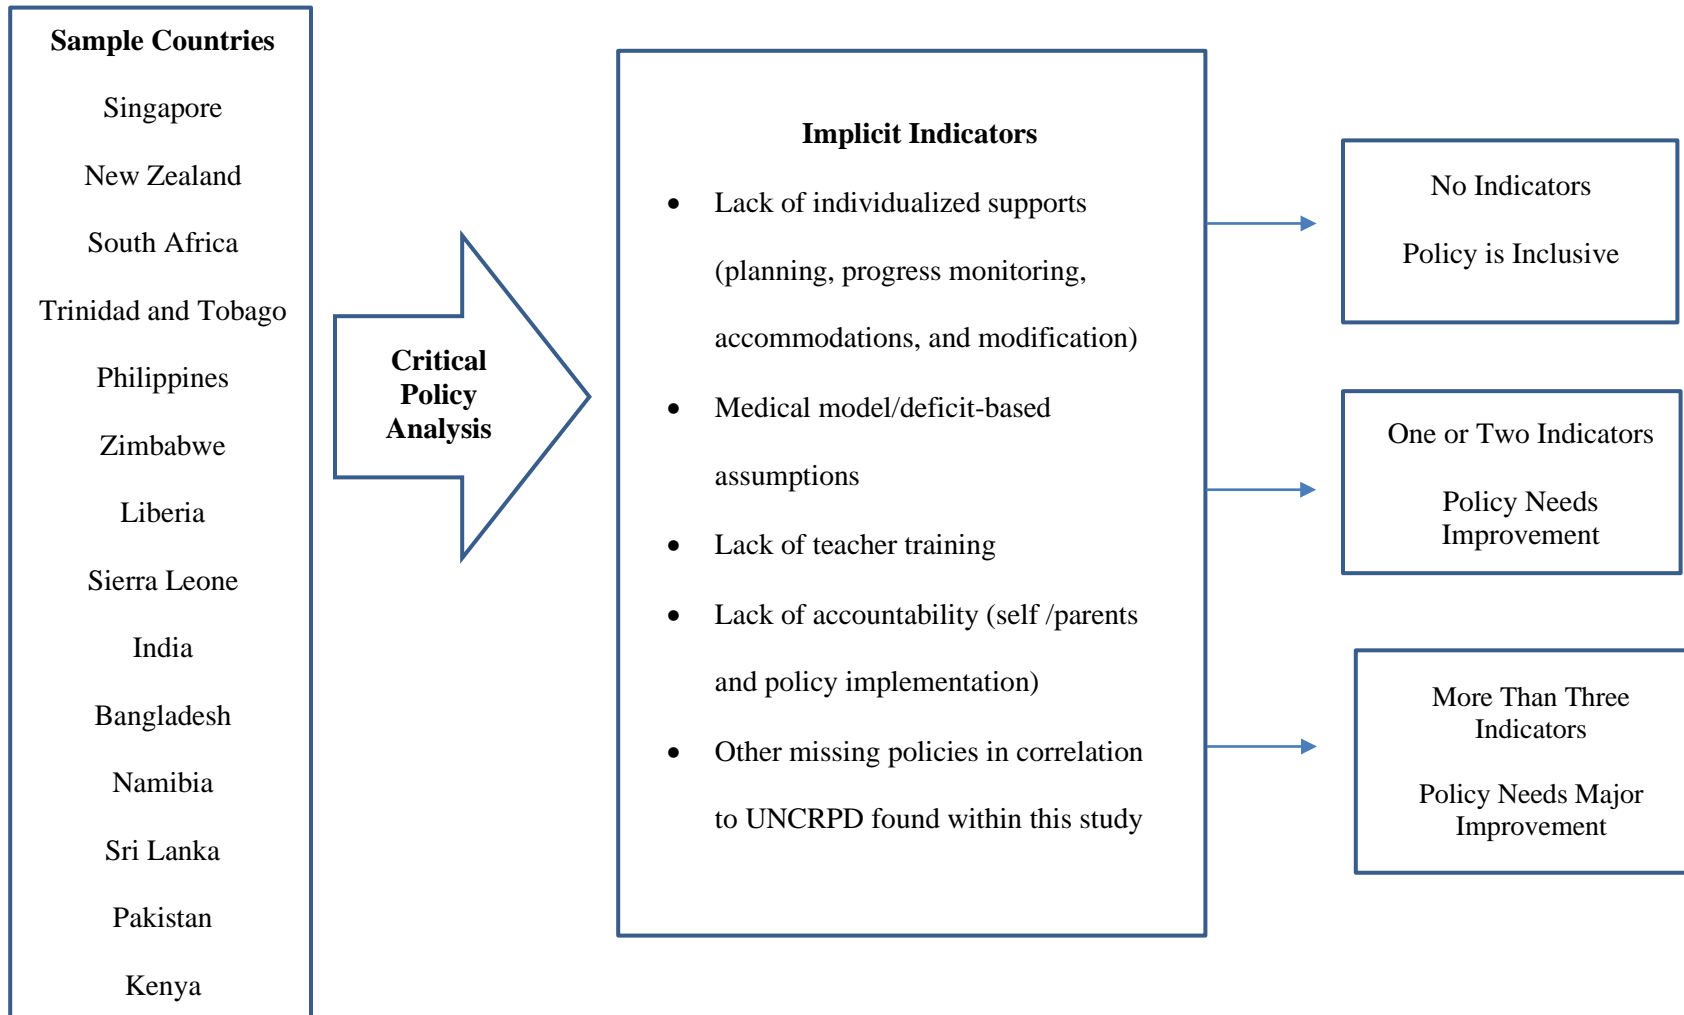 Sample Countries
Singapore
New Zealand
South Africa
Trinidad and Tobago
Philippines
Zimbabwe
Liberia
Sierra Leone
India
Bangladesh
Namibia
Sri Lanka
Pakistan
Kenya
Critical
Policy
Analysis
Implicit Indicators
• Lack of individualized supports
(planning, progress monitoring,
accommodations, and modification)
• Medical model/deficit-based
assumptions
• Lack of teacher training
• Lack of accountability (self /parents
and policy implementation)
• Other missing policies in correlation
to UNCRPD found within this study
No Indicators
Policy is Inclusive
One or Two Indicators
Policy Needs
Improvement
More Than Three
Indicators
Policy Needs Major
Improvement